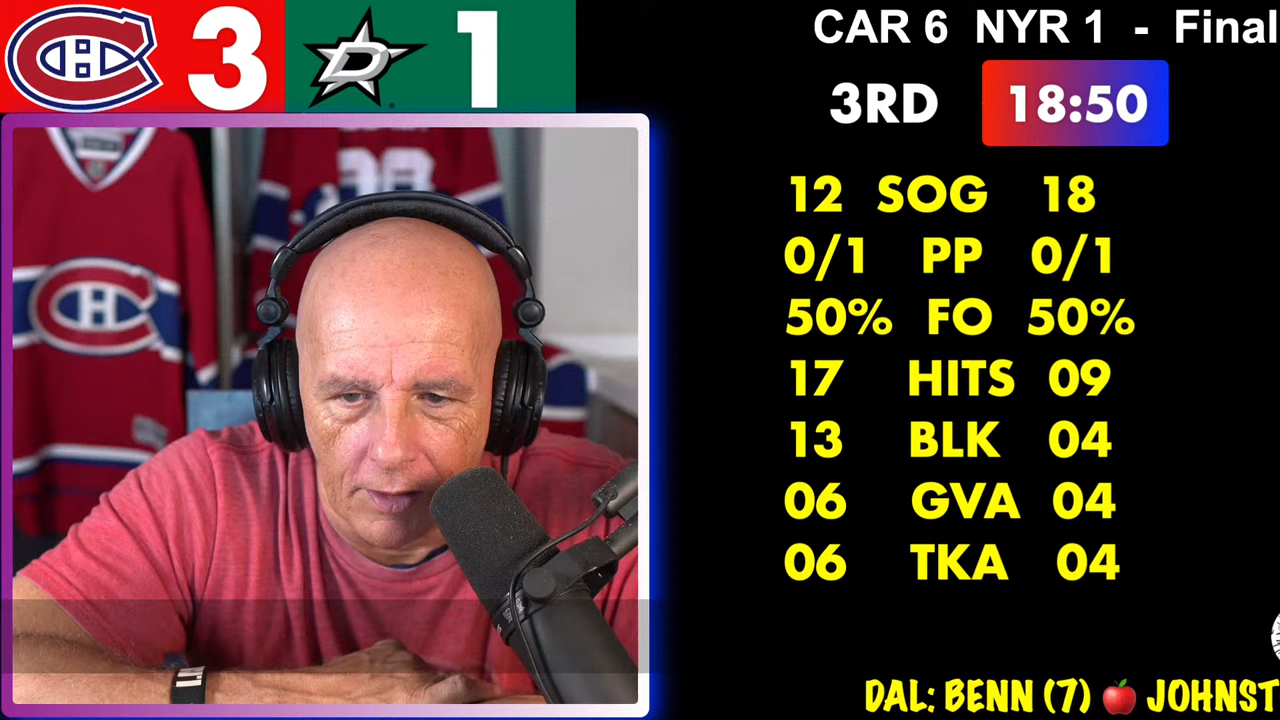 3 1
CAR 6 NYR 1 - Final
3RD 18:50
12 SOG 18
0/1 PP 0/1
50% FO 50%
17 HITS 09
13 BLK 04
06 GVA 04
06 TKA 04
DAL: BENN (7) 🍎 JOHNST